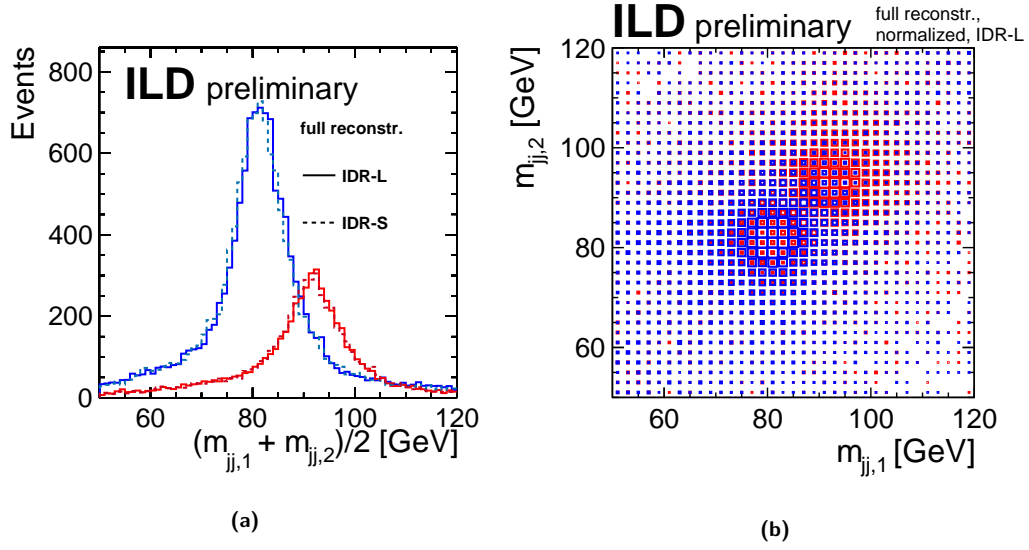 ILD preliminary
full reconstr.
IDR-L
IDR-S
Events
800
600
400
200
0
60 80 100 120
(m_jj,1 + m_jj,2)/2 [GeV]
(a)
ILD preliminary
full reconstr.,
normalized, IDR-L
m_jj,2 [GeV]
120
100
80
60
60 80 100 120
m_jj,1 [GeV]
(b)